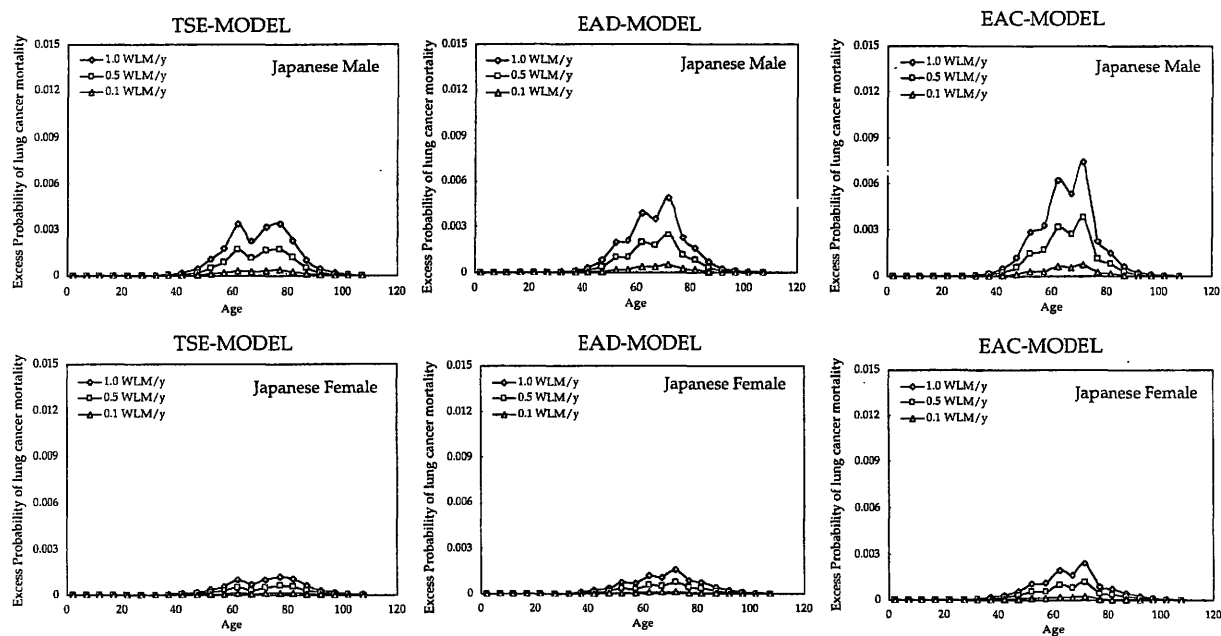 TSE-MODEL
Excess Probability of lung cancer mortality
0.015
0.012
0.009
0.006
0.003
0
1.0 WLM/y
0.5 WLM/y
0.1 WLM/y
Japanese Male
0 20 40 60 80 100 120
Age
EAD-MODEL
Excess Probability of lung cancer mortality
0.015
0.012
0.009
0.006
0.003
0
1.0 WLM/y
0.5 WLM/y
0.1 WLM/y
Japanese Male
0 20 40 60 80 100 120
Age
EAC-MODEL
Excess Probability of lung cancer mortality
0.015
0.012
0.009
0.006
0.003
0
1.0 WLM/y
0.5 WLM/y
0.1 WLM/y
Japanese Male
0 20 40 60 80 100 120
Age
TSE-MODEL
Excess Probability of lung cancer mortality
0.015
0.012
0.009
0.006
0.003
0
1.0 WLM/y
0.5 WLM/y
0.1 WLM/y
Japanese Female
0 20 40 60 80 100 120
Age
EAD-MODEL
Excess Probability of lung cancer mortality
0.015
0.012
0.009
0.006
0.003
0
1.0 WLM/y
0.5 WLM/y
0.1 WLM/y
Japanese Female
0 20 40 60 80 100 120
Age
EAC-MODEL
Excess Probability of lung cancer mortality
0.015
0.012
0.009
0.006
0.003
0
1.0 WLM/y
0.5 WLM/y
0.1 WLM/y
Japanese Female
0 20 40 60 80 100 120
Age